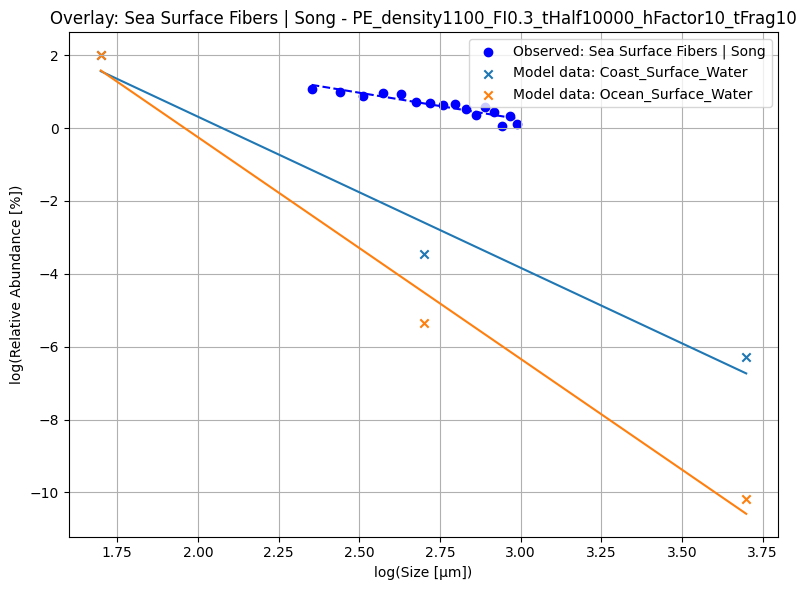 Overlay: Sea Surface Fibers | Song - PE_density1100_FI0.3_tHalf10000_hFactor10_tFrag10
Observed: Sea Surface Fibers | Song
Model data: Coast_Surface_Water
Model data: Ocean_Surface_Water
log(Relative Abundance [%])
2
0
−2
−4
−6
−8
−10
1.75 2.00 2.25 2.50 2.75 3.00 3.25 3.50 3.75
log(Size [μm])